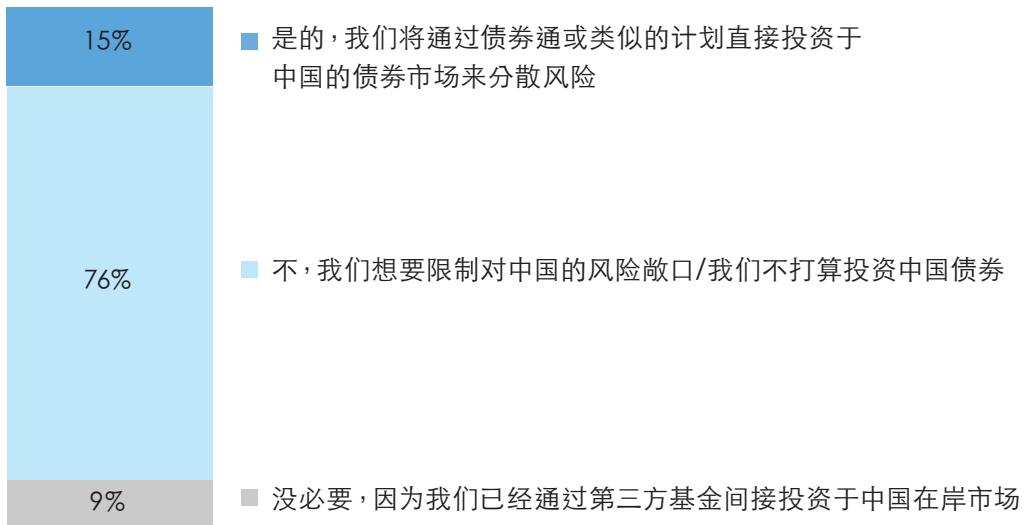 15%
是的，我们将通过债券通或类似的计划直接投资于
中国的债券市场来分散风险
76%
不，我们想要限制对中国的风险敞口/我们不打算投资中国债券
9%
没必要，因为我们已经通过第三方基金间接投资于中国在岸市场